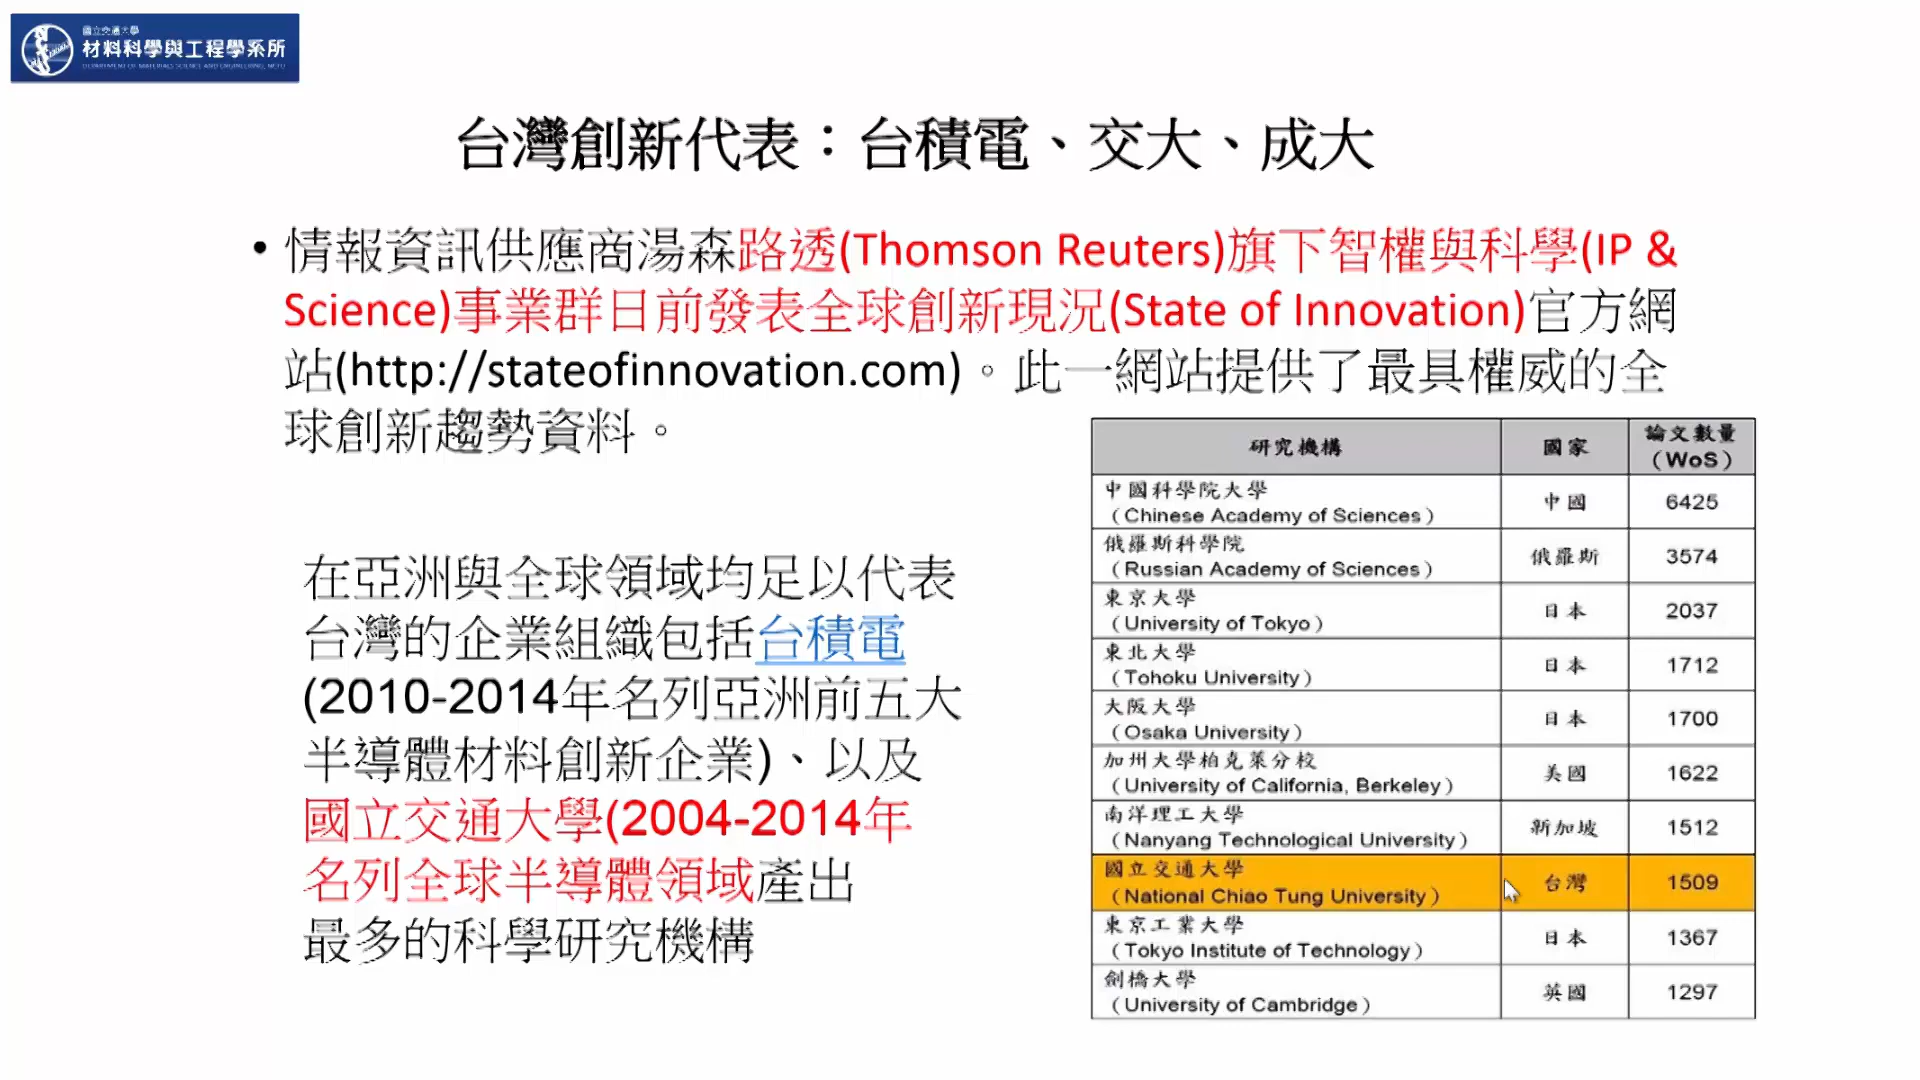 國立交通大學
材料科學與工程學系所
DEPARTMENT OF MATERIALS SCIENCE AND ENGINEERING, NCTU
台灣創新代表：台積電、交大、成大
• 情報資訊供應商湯森路透(Thomson Reuters)旗下智權與科學(IP &
Science)事業群日前發表全球創新現況(State of Innovation)官方網
站(http://stateofinnovation.com)。此一網站提供了最具權威的全
球創新趨勢資料。
在亞洲與全球領域均足以代表
台灣的企業組織包括台積電
(2010-2014年名列亞洲前五大
半導體材料創新企業)、以及
國立交通大學(2004-2014年
名列全球半導體領域產出
最多的科學研究機構
研究機構 國家 論文數量
（WoS）
中國科學院大學
（Chinese Academy of Sciences） 中國 6425
俄羅斯科學院
（Russian Academy of Sciences） 俄羅斯 3574
東京大學
（University of Tokyo） 日本 2037
東北大學
（Tohoku University） 日本 1712
大阪大學
（Osaka University） 日本 1700
加州大學柏克萊分校
（University of California, Berkeley） 美國 1622
南洋理工大學
（Nanyang Technological University） 新加坡 1512
國立交通大學
（National Chiao Tung University） 台灣 1509
東京工業大學
（Tokyo Institute of Technology） 日本 1367
劍橋大學
（University of Cambridge） 英國 1297